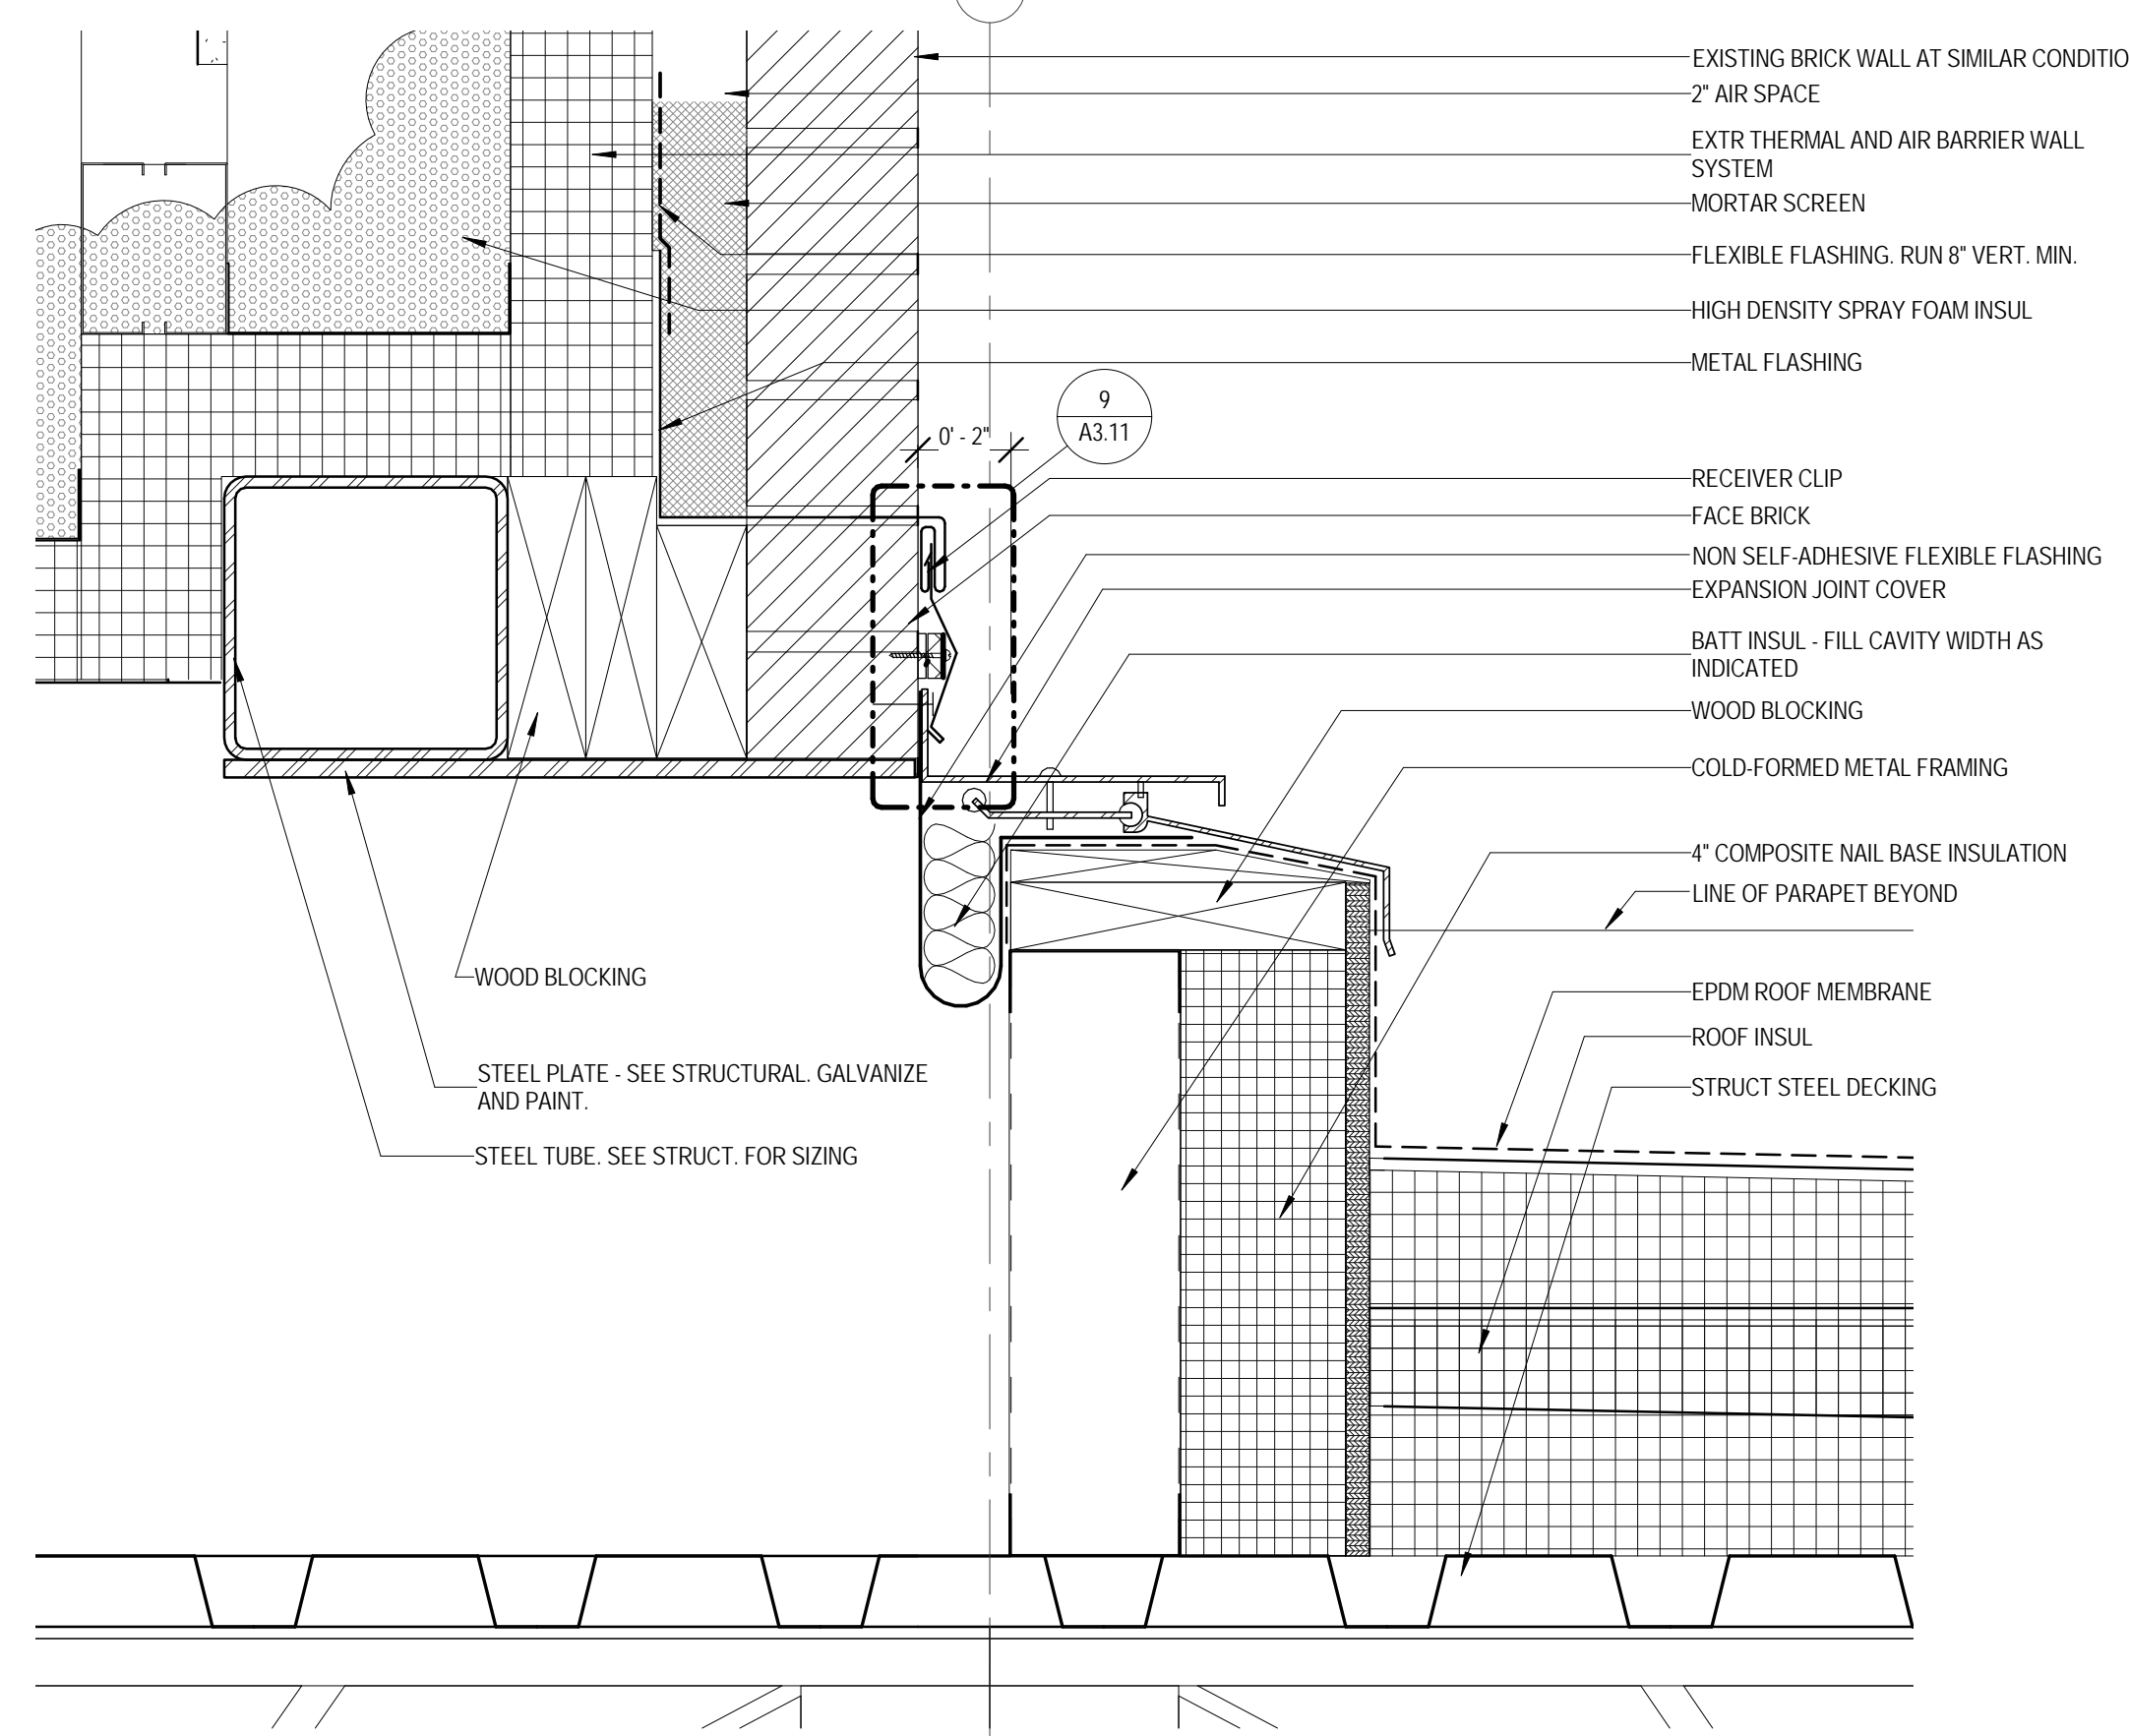 EXISTING BRICK WALL AT SIMILAR CONDITIO
2" AIR SPACE
EXTR THERMAL AND AIR BARRIER WALL
SYSTEM
MORTAR SCREEN
FLEXIBLE FLASHING. RUN 8" VERT. MIN.
HIGH DENSITY SPRAY FOAM INSUL
METAL FLASHING
9
A3.11
0' - 2"
RECEIVER CLIP
FACE BRICK
NON SELF-ADHESIVE FLEXIBLE FLASHING
EXPANSION JOINT COVER
BATT INSUL - FILL CAVITY WIDTH AS
INDICATED
WOOD BLOCKING
COLD-FORMED METAL FRAMING
4" COMPOSITE NAIL BASE INSULATION
LINE OF PARAPET BEYOND
EPDM ROOF MEMBRANE
ROOF INSUL
STRUCT STEEL DECKING
WOOD BLOCKING
STEEL PLATE - SEE STRUCTURAL. GALVANIZE
AND PAINT.
STEEL TUBE. SEE STRUCT. FOR SIZING